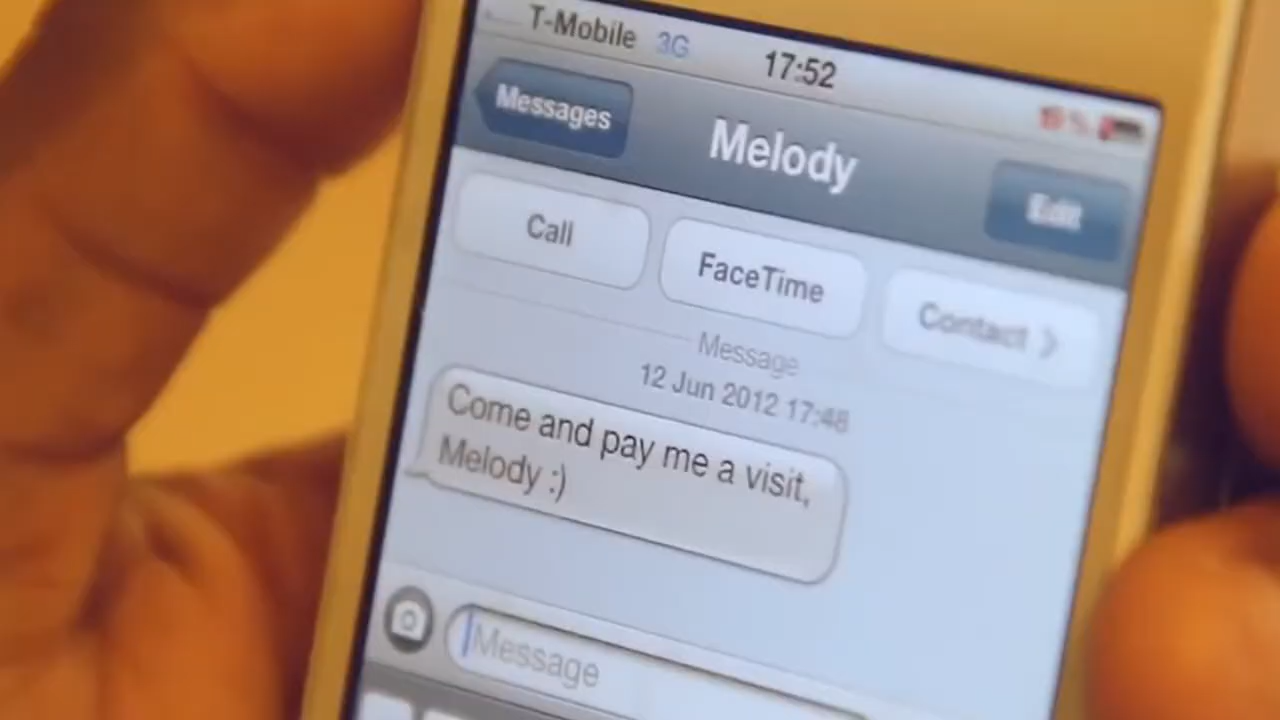 T-Mobile 3G 17:52
Messages Melody Edit
Call FaceTime Contact
Message
12 Jun 2012 17:48
Come and pay me a visit,
Melody :)
Message